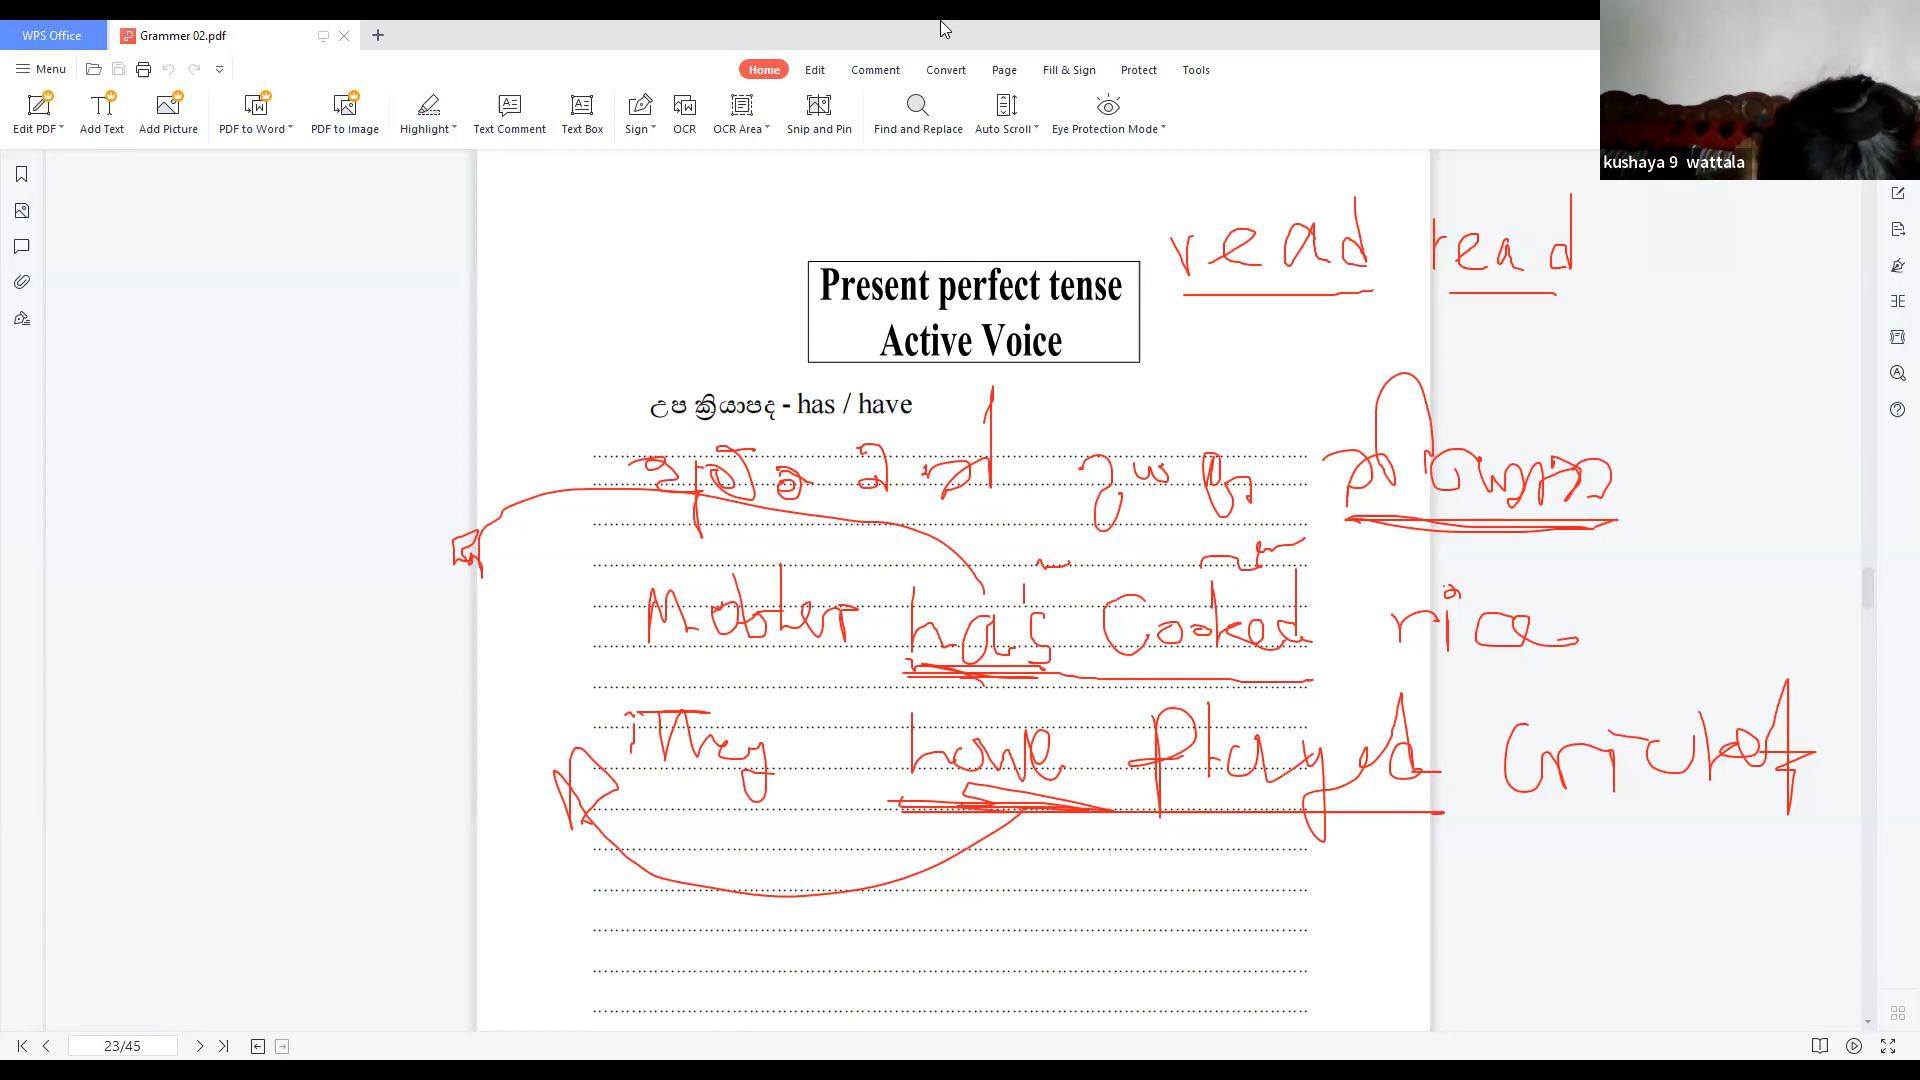 WPS Office
Grammer 02.pdf
Menu
Home Edit Comment Convert Page Fill & Sign Protect Tools
Edit PDF Add Text Add Picture PDF to Word PDF to Image Highlight Text Comment Text Box Sign OCR OCR Area Snip and Pin Find and Replace Auto Scroll Eye Protection Mode
kushaya 9 wattala
read read
Present perfect tense
Active Voice
උප ක්‍රියාපද - has / have
Mother has Cooked rice
They have Played Cricket
23/45